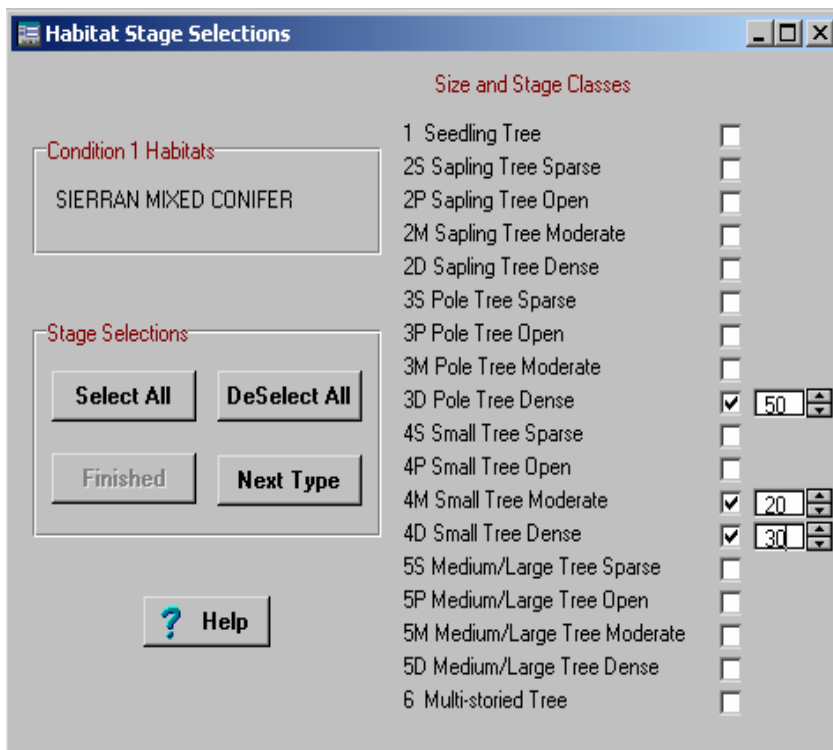 Habitat Stage Selections
Size and Stage Classes
Condition 1 Habitats
SIERRAN MIXED CONIFER
Stage Selections
Select All
DeSelect All
Finished
Next Type
? Help
1 Seedling Tree
2S Sapling Tree Sparse
2P Sapling Tree Open
2M Sapling Tree Moderate
2D Sapling Tree Dense
3S Pole Tree Sparse
3P Pole Tree Open
3M Pole Tree Moderate
3D Pole Tree Dense 50
4S Small Tree Sparse
4P Small Tree Open
4M Small Tree Moderate 20
4D Small Tree Dense 30
5S Medium/Large Tree Sparse
5P Medium/Large Tree Open
5M Medium/Large Tree Moderate
5D Medium/Large Tree Dense
6 Multi-storied Tree